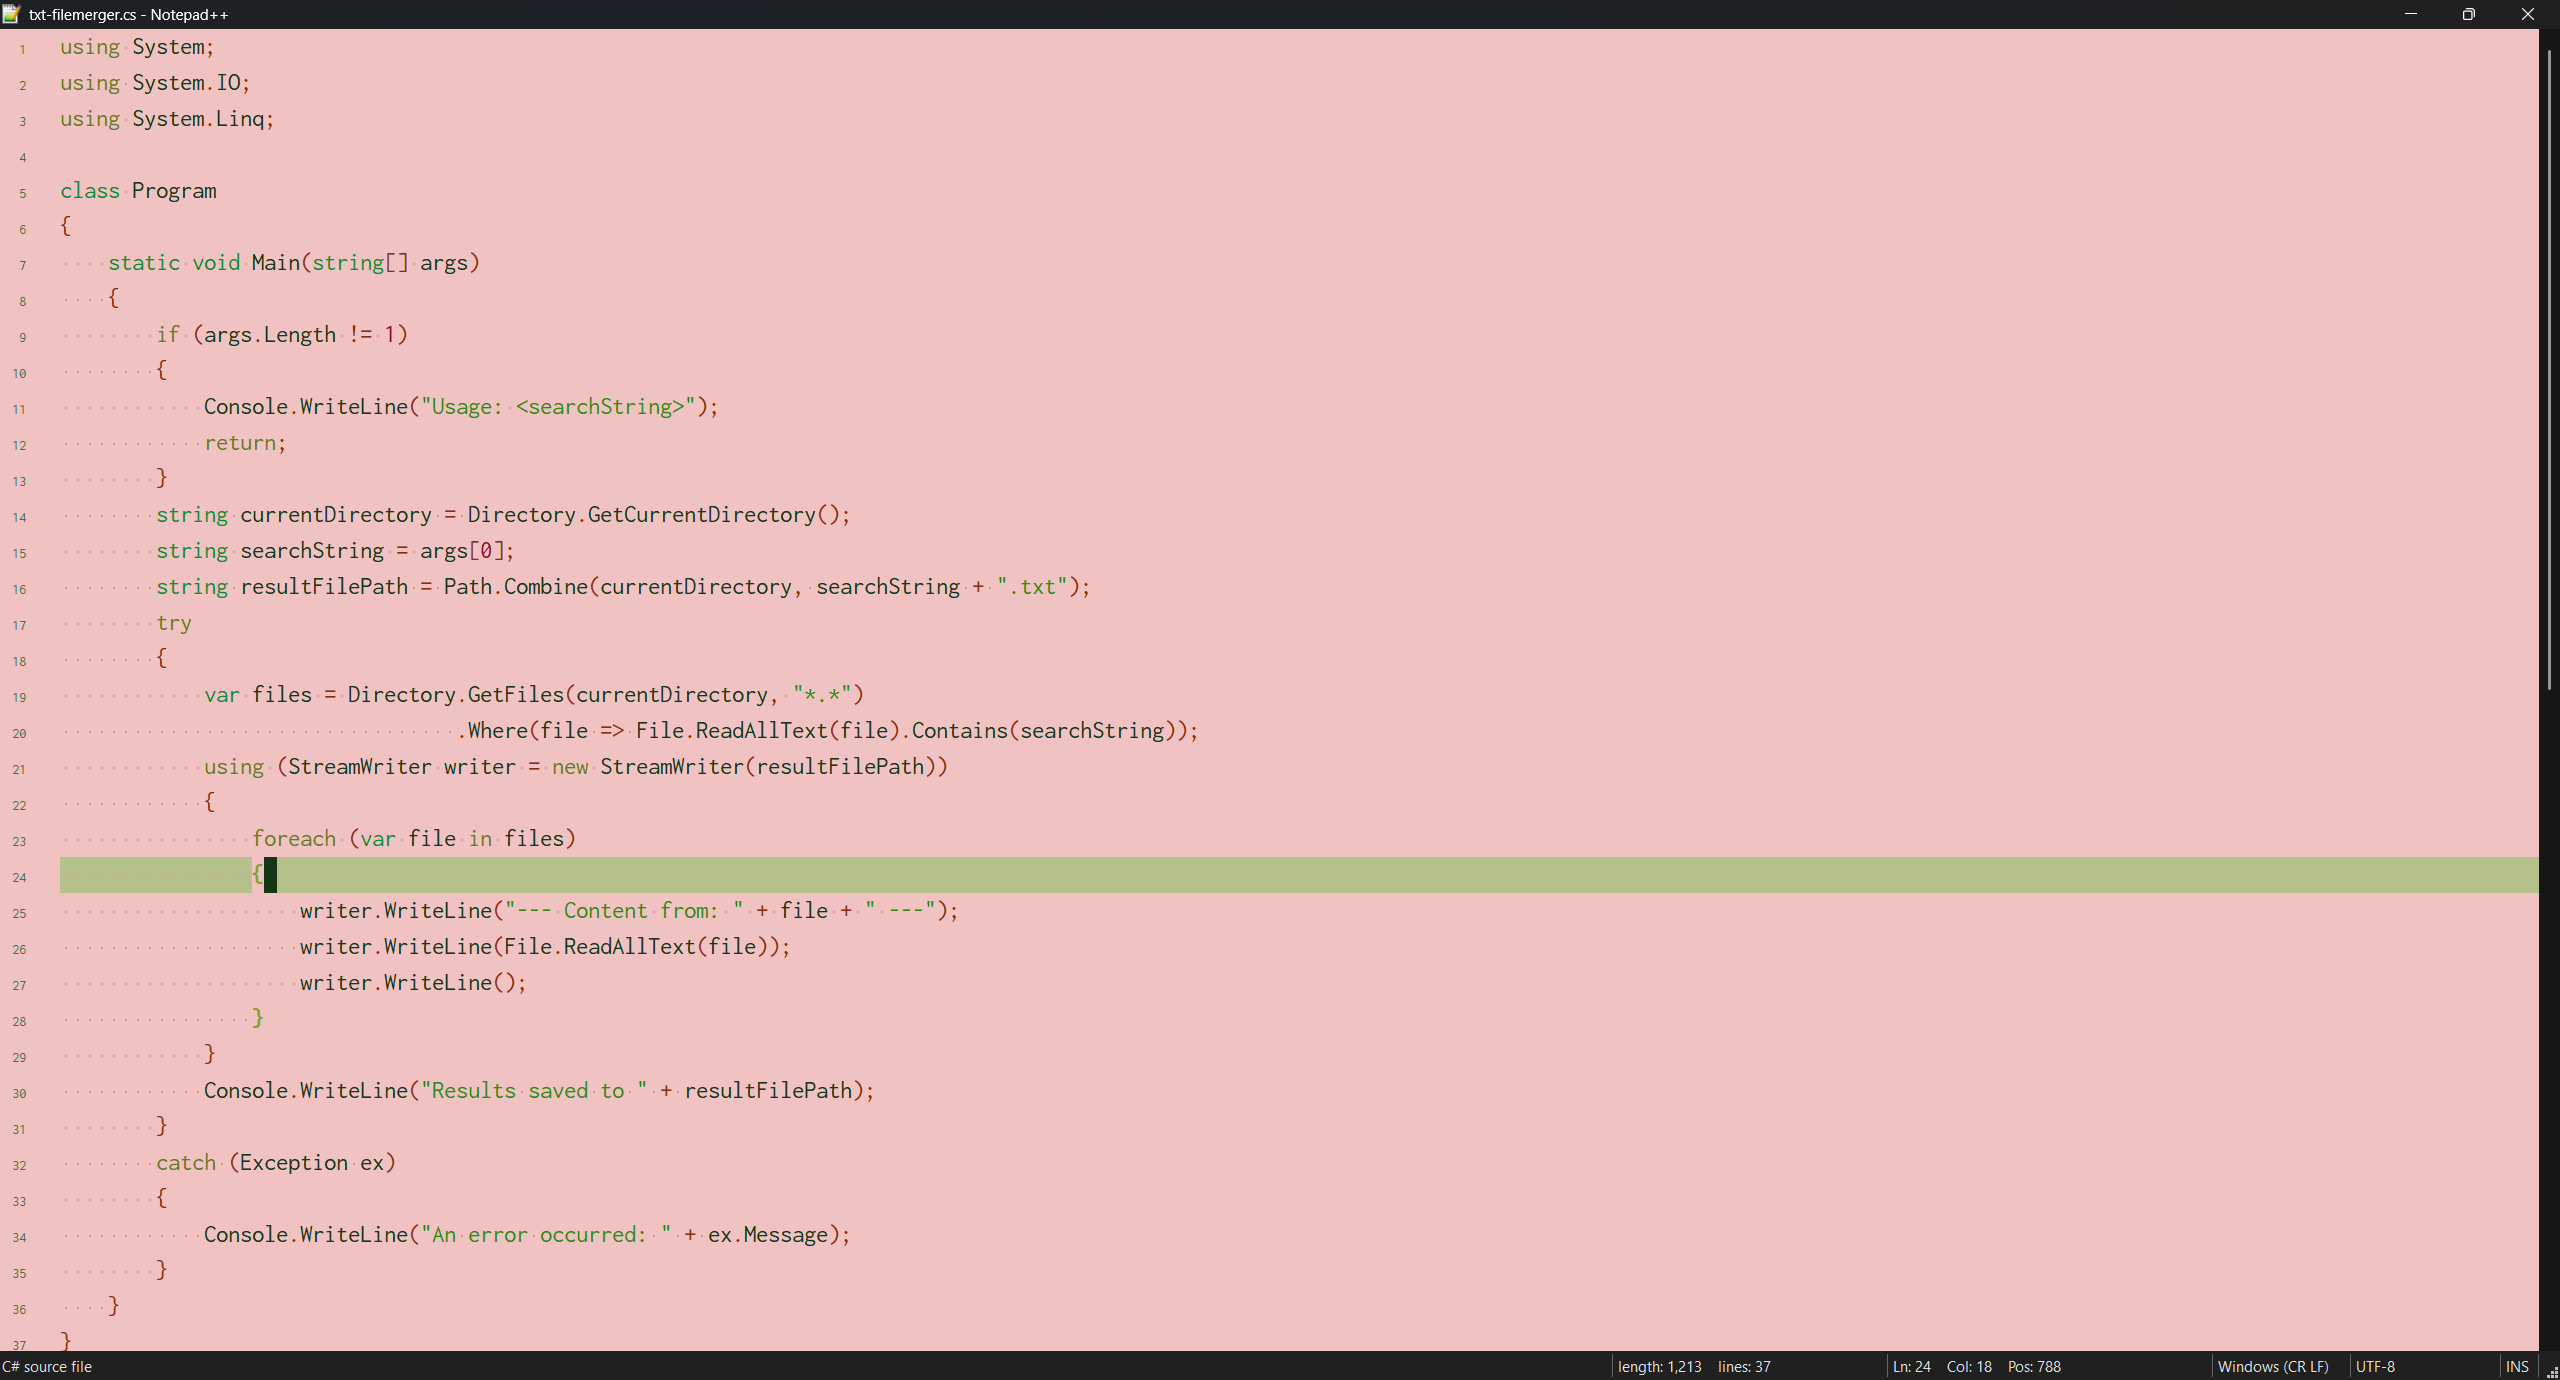 txt-filemerger.cs - Notepad++
1 using System;
2 using System.IO;
3 using System.Linq;
4
5 class Program
6 {
7     static void Main(string[] args)
8     {
9         if (args.Length != 1)
10         {
11             Console.WriteLine("Usage: <searchString>");
12             return;
13         }
14         string currentDirectory = Directory.GetCurrentDirectory();
15         string searchString = args[0];
16         string resultFilePath = Path.Combine(currentDirectory, searchString + ".txt");
17         try
18         {
19             var files = Directory.GetFiles(currentDirectory, "*.*")
20                                  .Where(file => File.ReadAllText(file).Contains(searchString));
21             using (StreamWriter writer = new StreamWriter(resultFilePath))
22             {
23                 foreach (var file in files)
24                 {
25                     writer.WriteLine("--- Content from: " + file + " ---");
26                     writer.WriteLine(File.ReadAllText(file));
27                     writer.WriteLine();
28                 }
29             }
30             Console.WriteLine("Results saved to " + resultFilePath);
31         }
32         catch (Exception ex)
33         {
34             Console.WriteLine("An error occurred: " + ex.Message);
35         }
36     }
37 }
C# source file length: 1,213 lines: 37 Ln: 24 Col: 18 Pos: 788 Windows (CR LF) UTF-8 INS